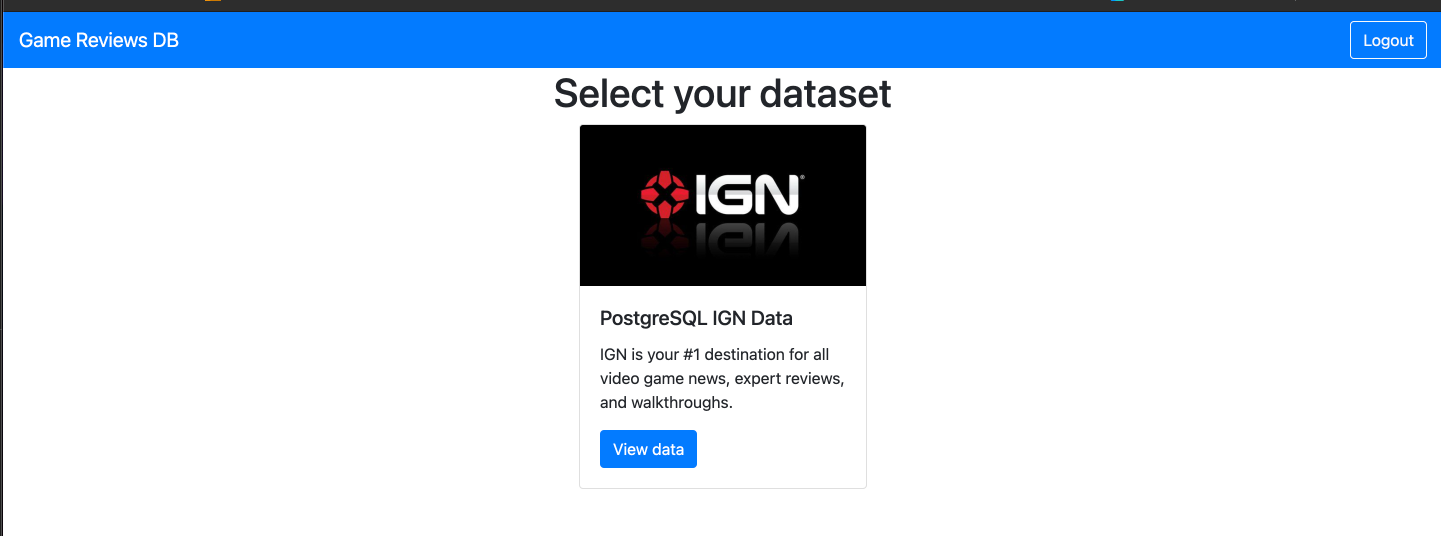 Game Reviews DB
Logout
Select your dataset
IGN®
PostgreSQL IGN Data
IGN is your #1 destination for all
video game news, expert reviews,
and walkthroughs.
View data